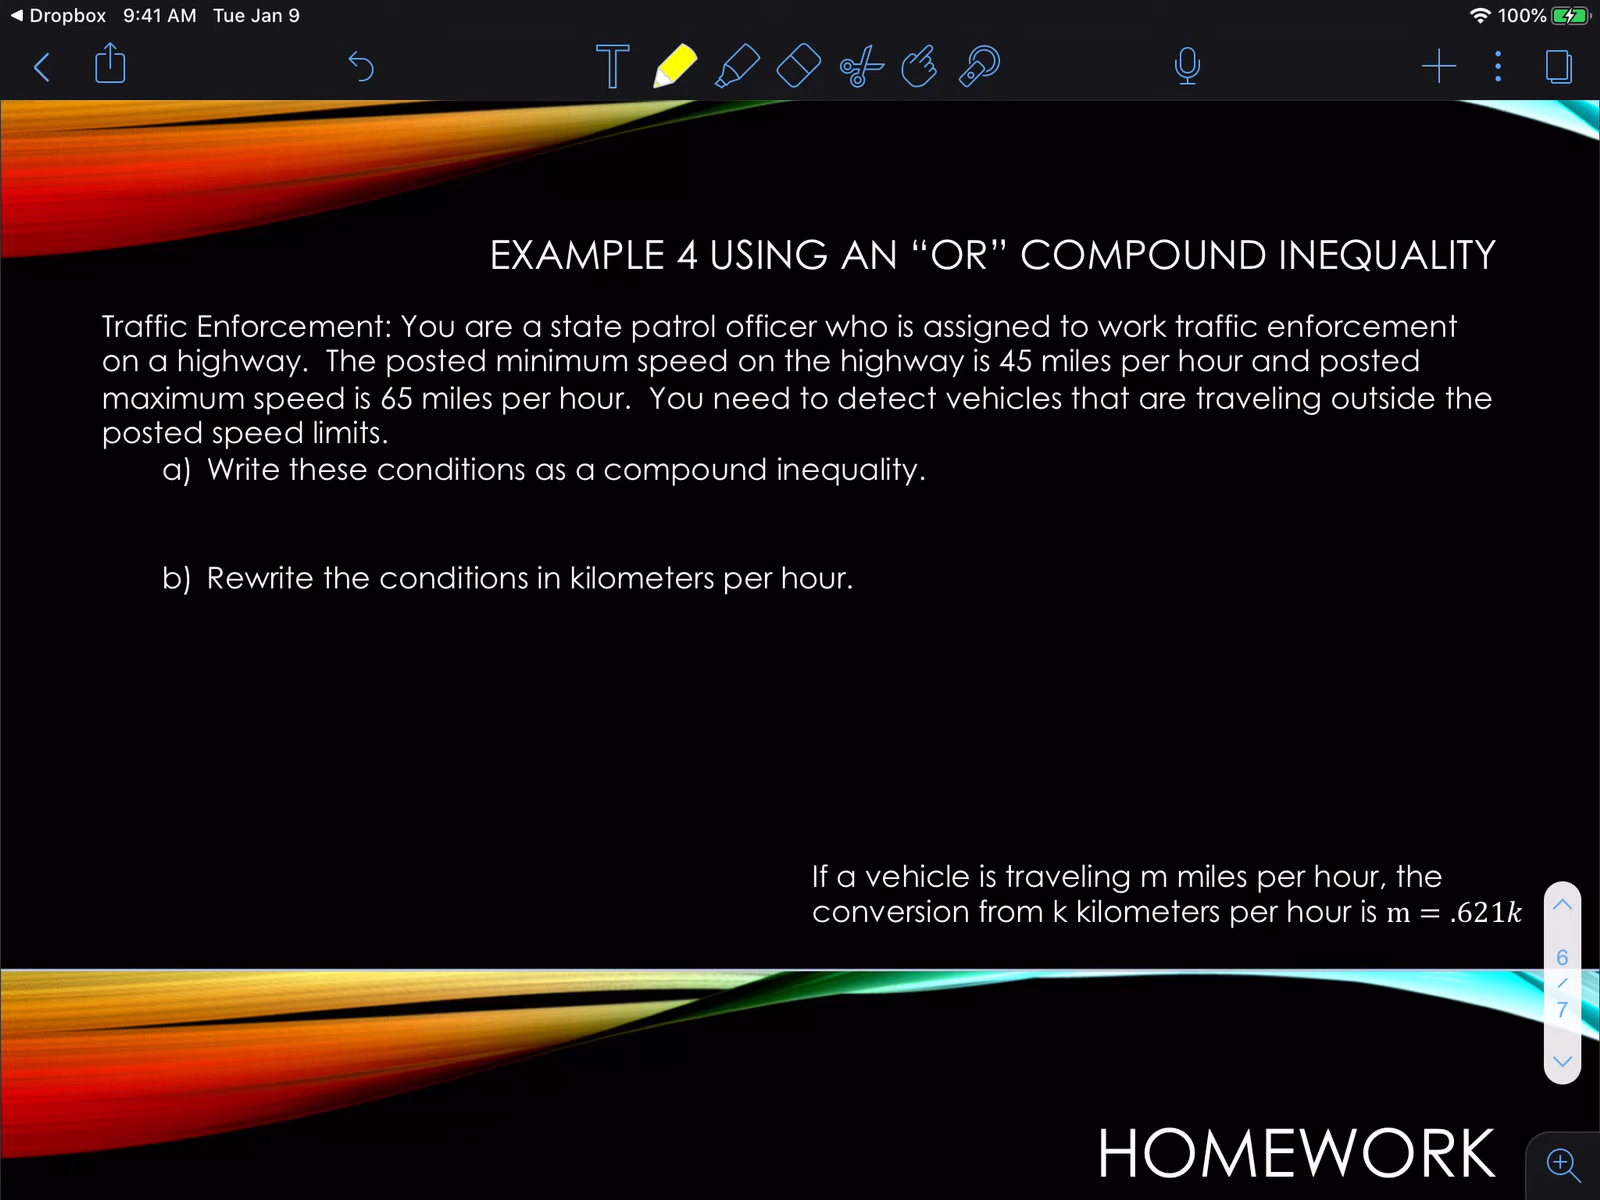 Dropbox 9:41 AM Tue Jan 9 100%
EXAMPLE 4 USING AN “OR” COMPOUND INEQUALITY
Traffic Enforcement: You are a state patrol officer who is assigned to work traffic enforcement
on a highway. The posted minimum speed on the highway is 45 miles per hour and posted
maximum speed is 65 miles per hour. You need to detect vehicles that are traveling outside the
posted speed limits.
a) Write these conditions as a compound inequality.
b) Rewrite the conditions in kilometers per hour.
If a vehicle is traveling m miles per hour, the
conversion from k kilometers per hour is m = .621k
6
/
7
HOMEWORK